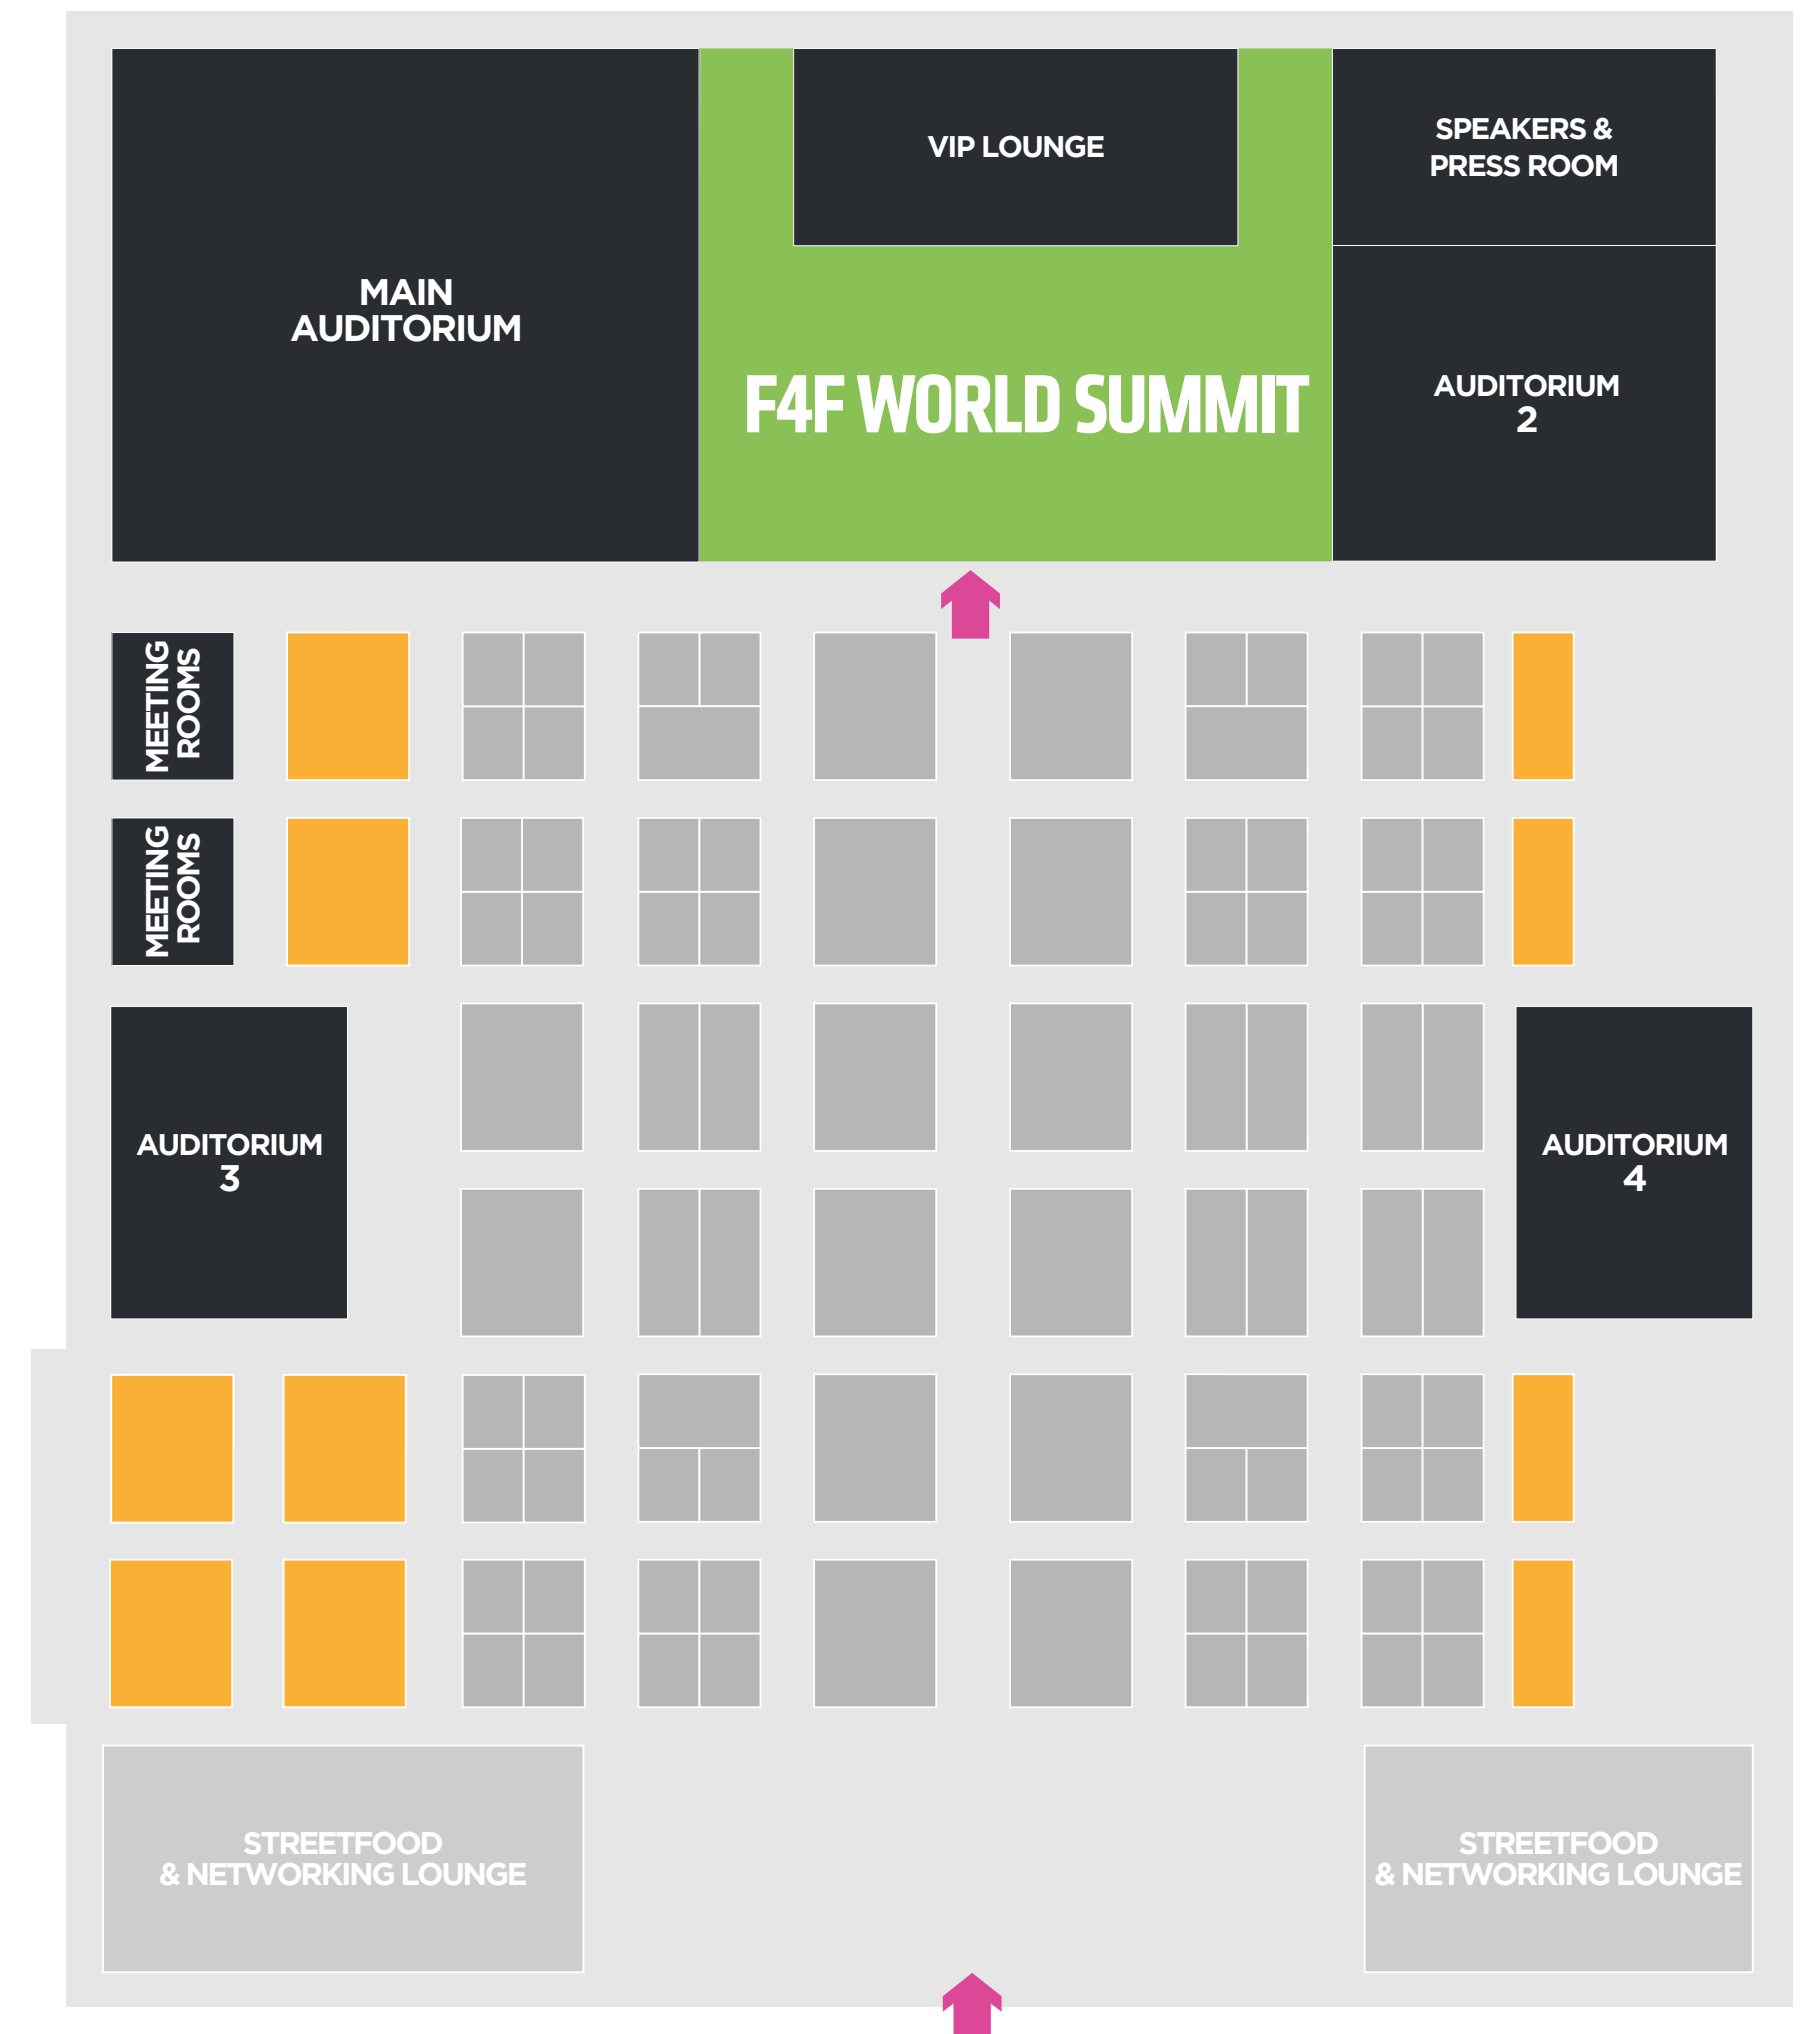 VIP LOUNGE
SPEAKERS &
PRESS ROOM
MAIN
AUDITORIUM
F4F WORLD SUMMIT
AUDITORIUM
2
MEETING
ROOMS
MEETING
ROOMS
AUDITORIUM
3
AUDITORIUM
4
STREETFOOD
& NETWORKING LOUNGE
STREETFOOD
& NETWORKING LOUNGE